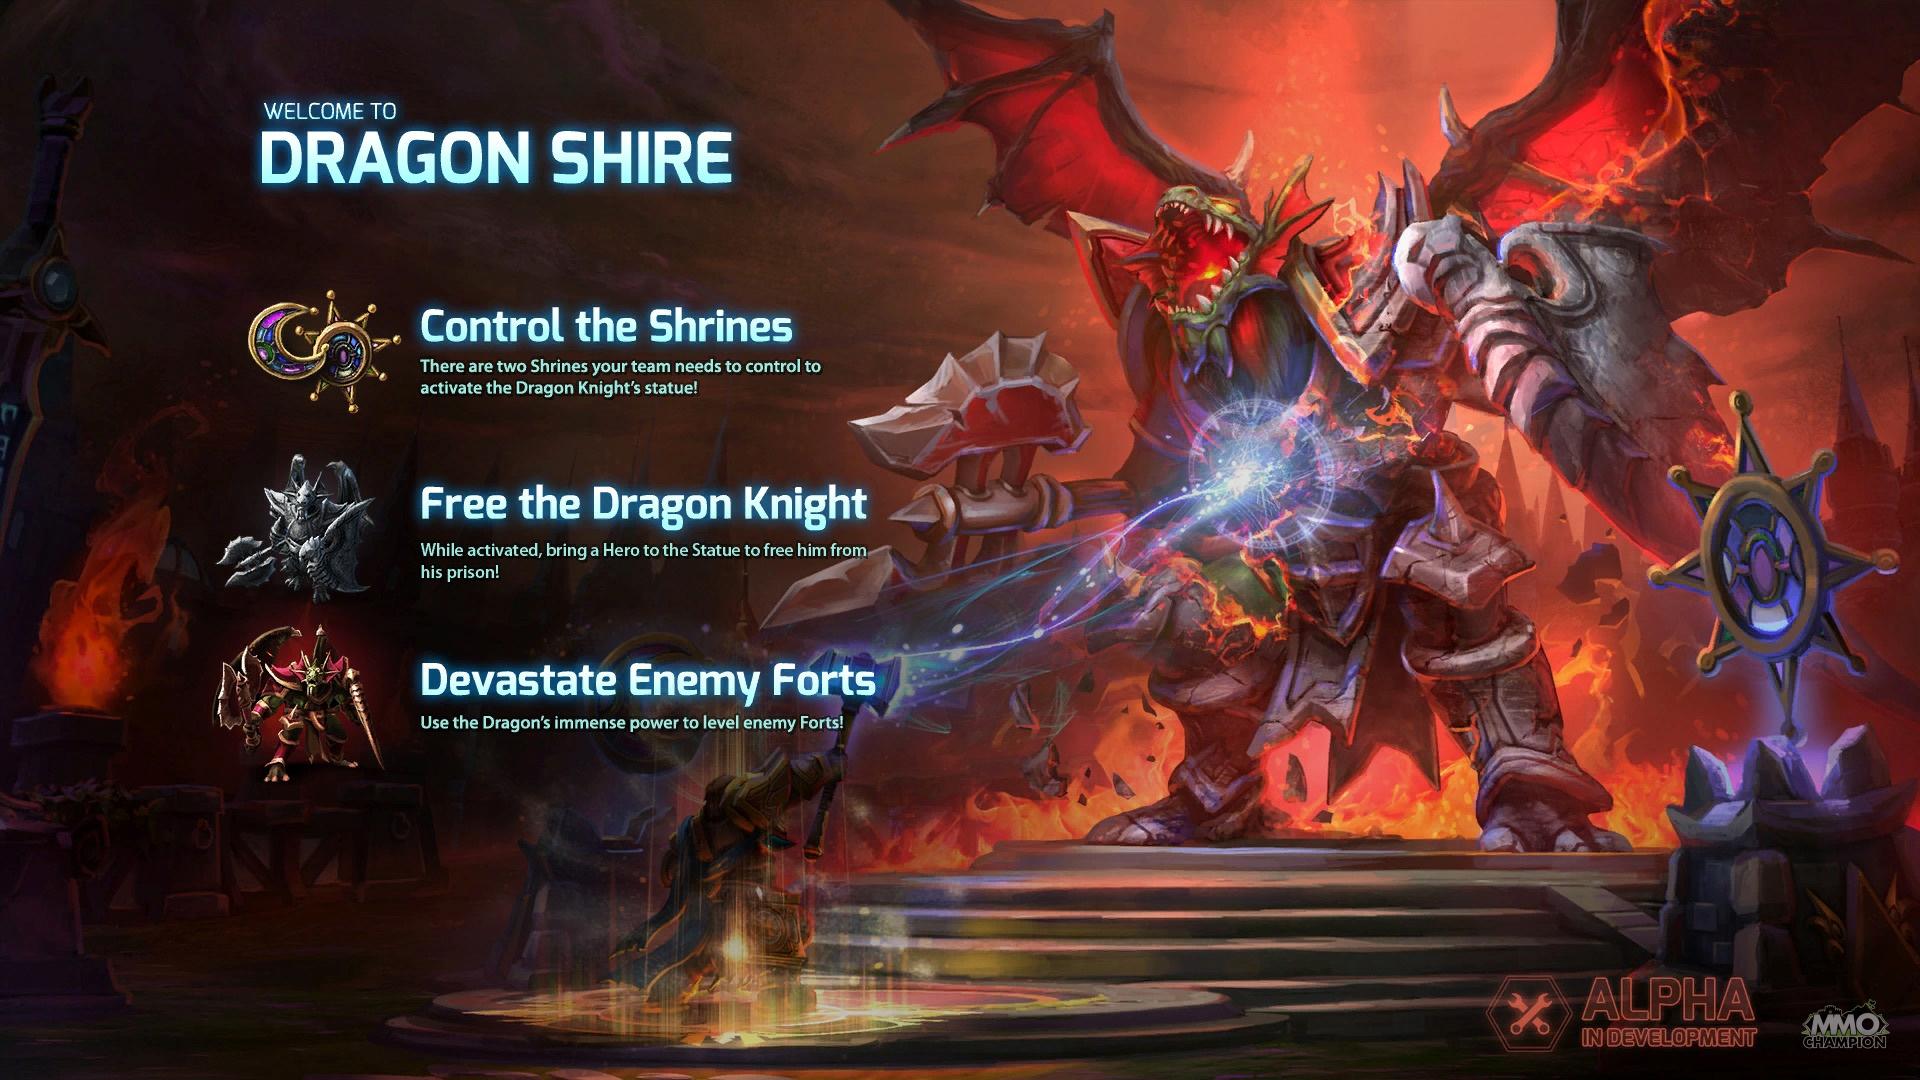 WELCOME TO
DRAGON SHIRE
Control the Shrines
There are two Shrines your team needs to control to
activate the Dragon Knight's statue!
Free the Dragon Knight
While activated, bring a Hero to the Statue to free him from
his prison!
Devastate Enemy Forts
Use the Dragon's immense power to level enemy Forts!
ALPHA
IN DEVELOPMENT
MMO
CHAMPION